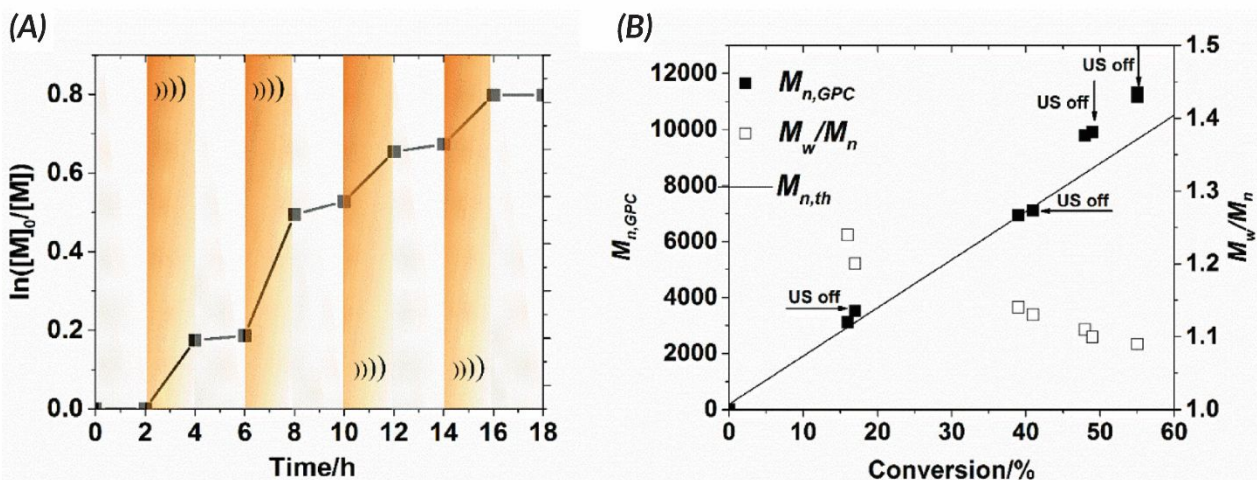 (A)
ln([M]0/[M])
0.8
0.6
0.4
0.2
0.0
0 2 4 6 8 10 12 14 16 18
Time/h
(B)
Mn,GPC
12000
10000
8000
6000
4000
2000
0
Mn,GPC
Mw/Mn
Mn,th
US off
US off
US off
US off
1.5
1.4
1.3
1.2
1.1
1.0
Mw/Mn
0 10 20 30 40 50 60
Conversion/%